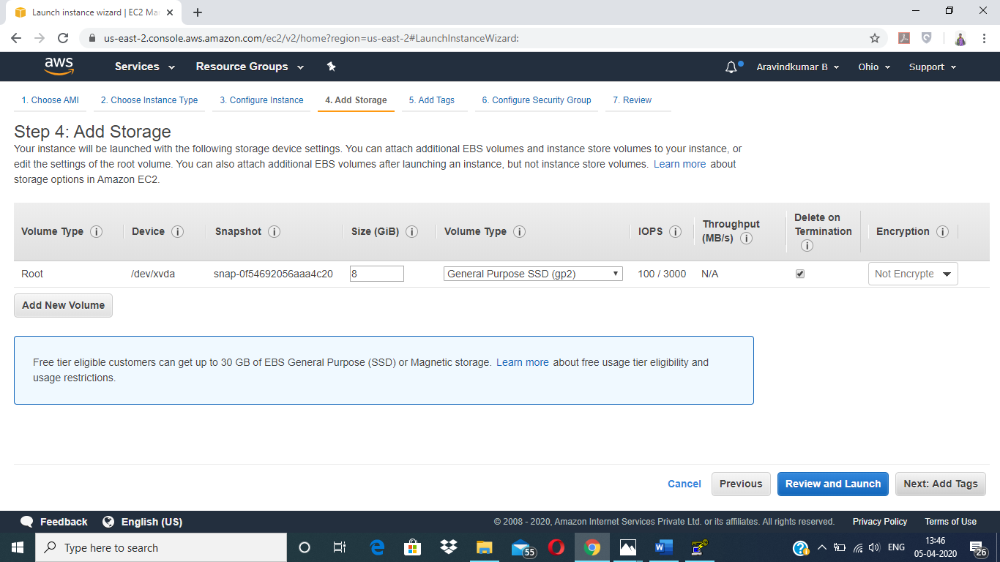 Launch instance wizard | EC2 Ma
us-east-2.console.aws.amazon.com/ec2/v2/home?region=us-east-2#LaunchInstanceWizard:
aws Services Resource Groups Aravindkumar B Ohio Support
1. Choose AMI 2. Choose Instance Type 3. Configure Instance 4. Add Storage 5. Add Tags 6. Configure Security Group 7. Review
Step 4: Add Storage
Your instance will be launched with the following storage device settings. You can attach additional EBS volumes and instance store volumes to your instance, or
edit the settings of the root volume. You can also attach additional EBS volumes after launching an instance, but not instance store volumes. Learn more about
storage options in Amazon EC2.
Volume Type Device Snapshot Size (GiB) Volume Type IOPS Throughput (MB/s) Delete on Termination Encryption
Root /dev/xvda snap-0f54692056aaa4c20 8 General Purpose SSD (gp2) 100 / 3000 N/A Not Encrypte
Add New Volume
Free tier eligible customers can get up to 30 GB of EBS General Purpose (SSD) or Magnetic storage. Learn more about free usage tier eligibility and
usage restrictions.
Cancel Previous Review and Launch Next: Add Tags
Feedback English (US) © 2008 - 2020, Amazon Internet Services Private Ltd. or its affiliates. All rights reserved. Privacy Policy Terms of Use
Type here to search 55 ENG 13:46
05-04-2020 26